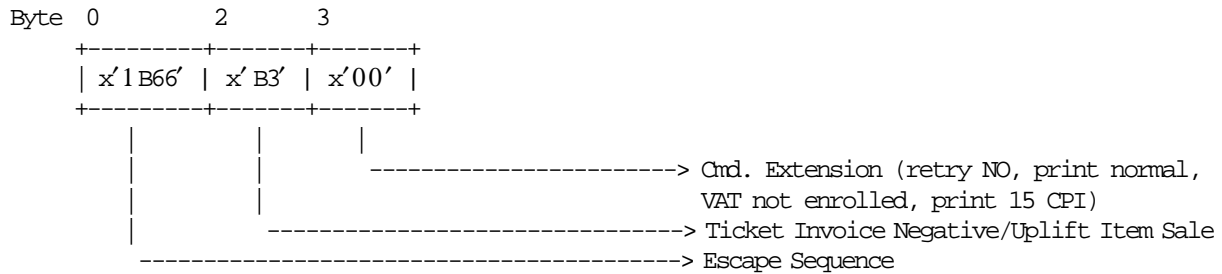 Byte 0 2 3
+---------+-------+-------+
| x'1B66' | x'B3' | x'00' |
+---------+-------+-------+
| | |
| | ------------------------> Cmd. Extension (retry NO, print normal,
| | VAT not enrolled, print 15 CPI)
| --------------------------------> Ticket Invoice Negative/Uplift Item Sale
------------------------------------------> Escape Sequence